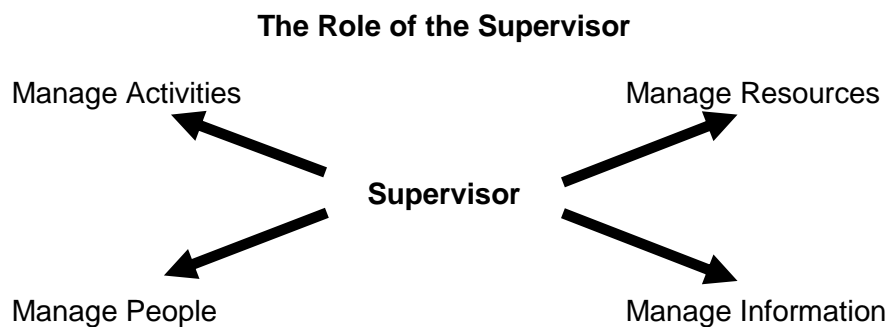 The Role of the Supervisor
Manage Activities
Manage Resources
Supervisor
Manage People
Manage Information